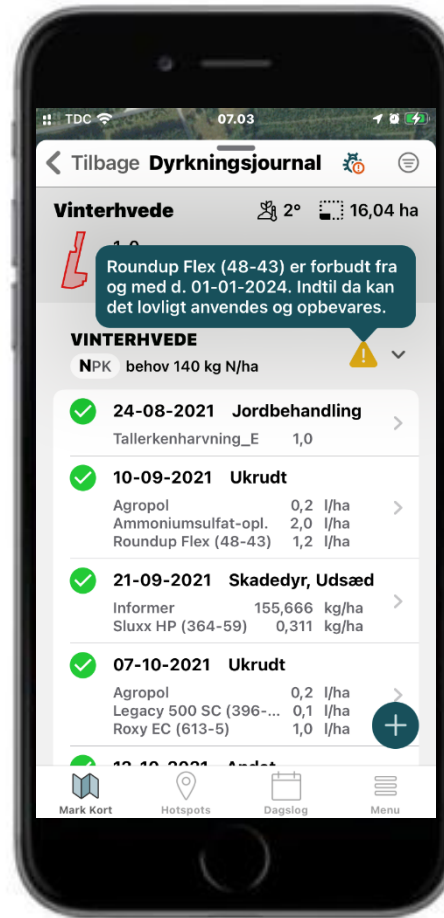 TDC 07.03
Tilbage Dyrkningsjournal
Vinterhvede 2° 16,04 ha
Roundup Flex (48-43) er forbudt fra
og med d. 01-01-2024. Indtil da kan
det lovligt anvendes og opbevares.
VINTERHVEDE
NPK behov 140 kg N/ha
24-08-2021 Jordbehandling
Tallerkenharvning_E 1,0
10-09-2021 Ukrudt
Agropol 0,2 l/ha
Ammoniumsulfat-opl. 2,0 l/ha
Roundup Flex (48-43) 1,2 l/ha
21-09-2021 Skadedyr, Udsæd
Informer 155,666 kg/ha
Sluxx HP (364-59) 0,311 kg/ha
07-10-2021 Ukrudt
Agropol 0,2 l/ha
Legacy 500 SC (396-... 0,1 l/ha
Roxy EC (613-5) 1,0 l/ha
Mark Kort Hotspots Dagslog Menu